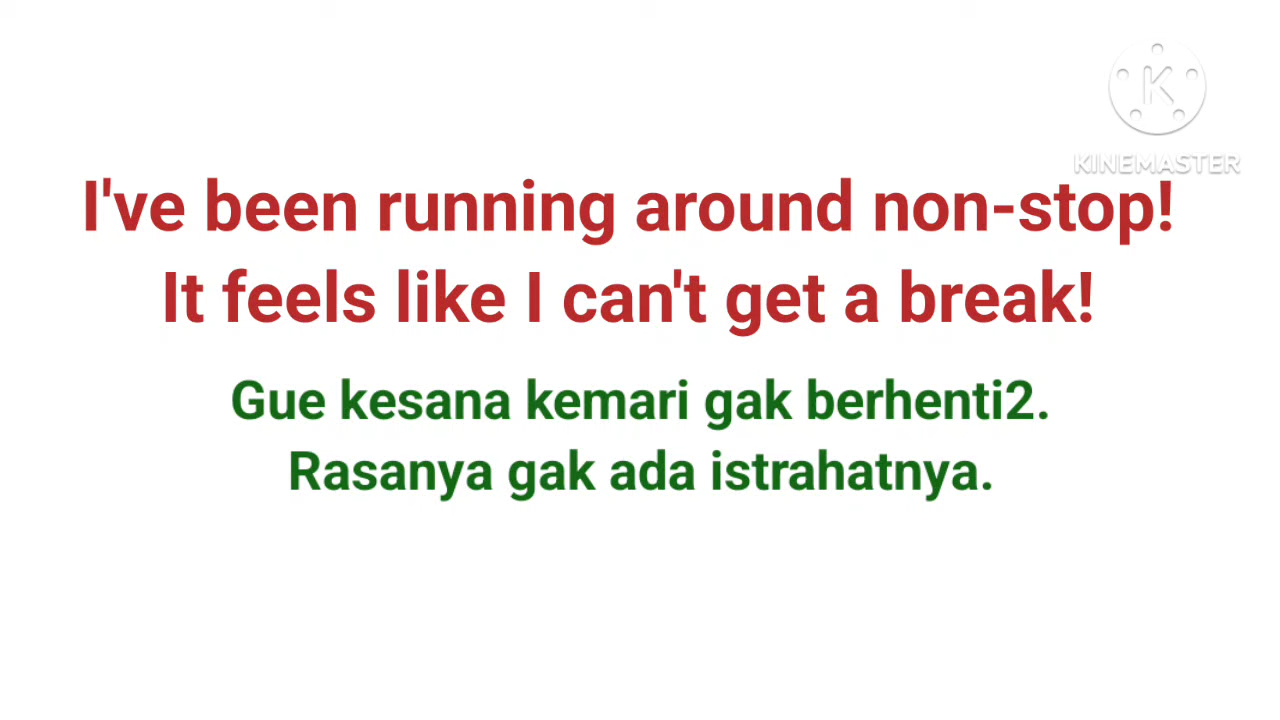 KINEMASTER
I've been running around non-stop!
It feels like I can't get a break!
Gue kesana kemari gak berhenti2.
Rasanya gak ada istrahatnya.